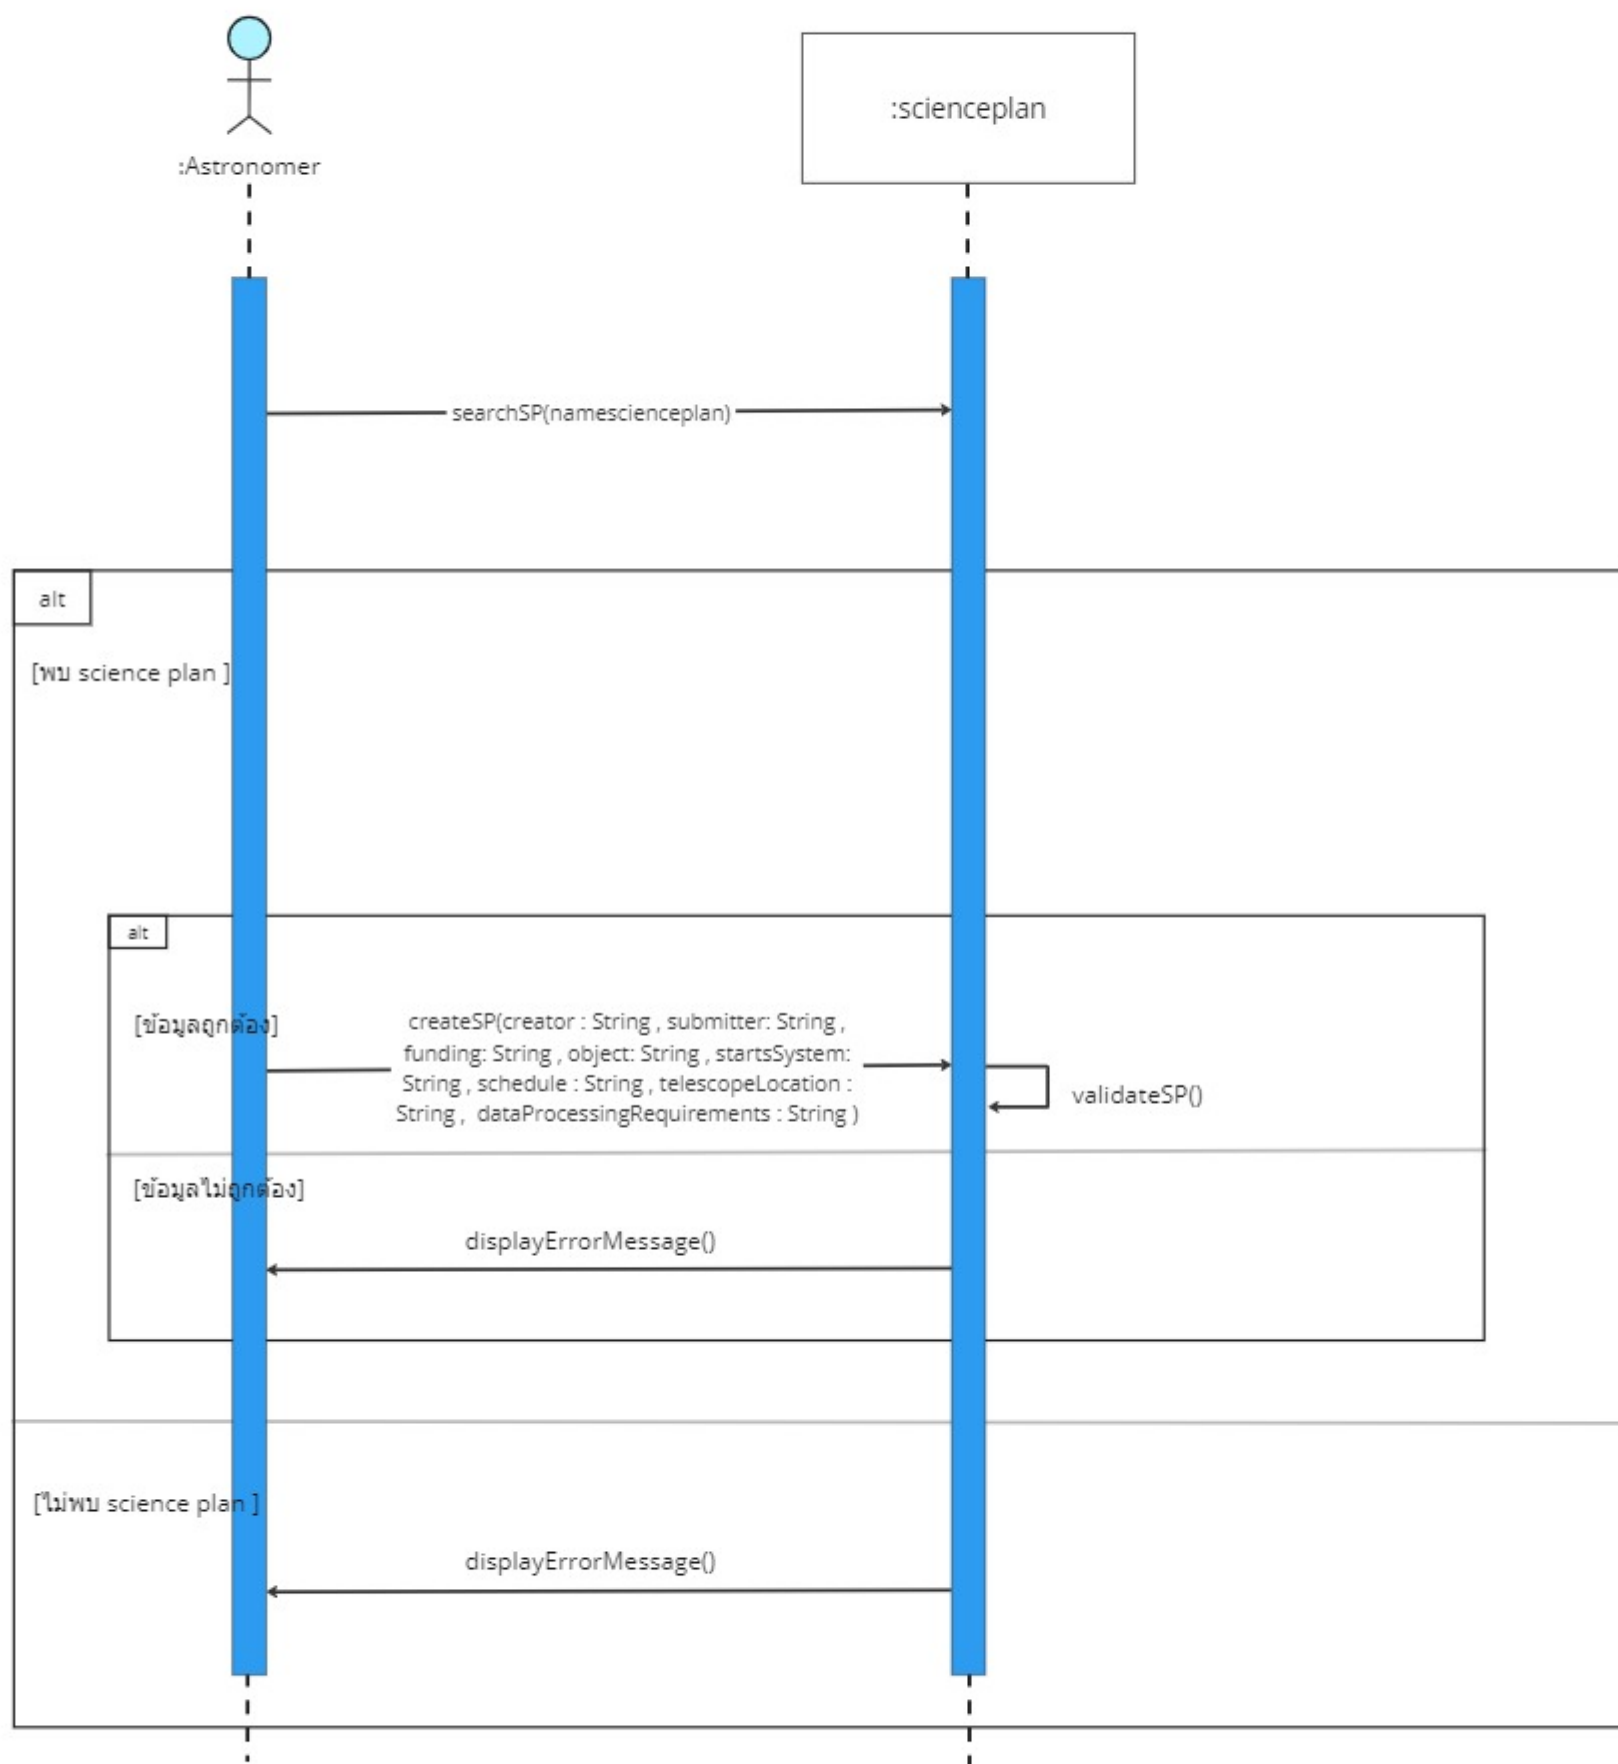 :Astronomer
:scienceplan
searchSP(namescienceplan)
alt
[พบ science plan ]
alt
[ข้อมูลถูกต้อง]
createSP(creator : String , submitter: String ,
funding: String , object: String , startsSystem:
String , schedule : String , telescopeLocation :
String , dataProcessingRequirements : String )
validateSP()
[ข้อมูลไม่ถูกต้อง]
displayErrorMessage()
[ไม่พบ science plan ]
displayErrorMessage()